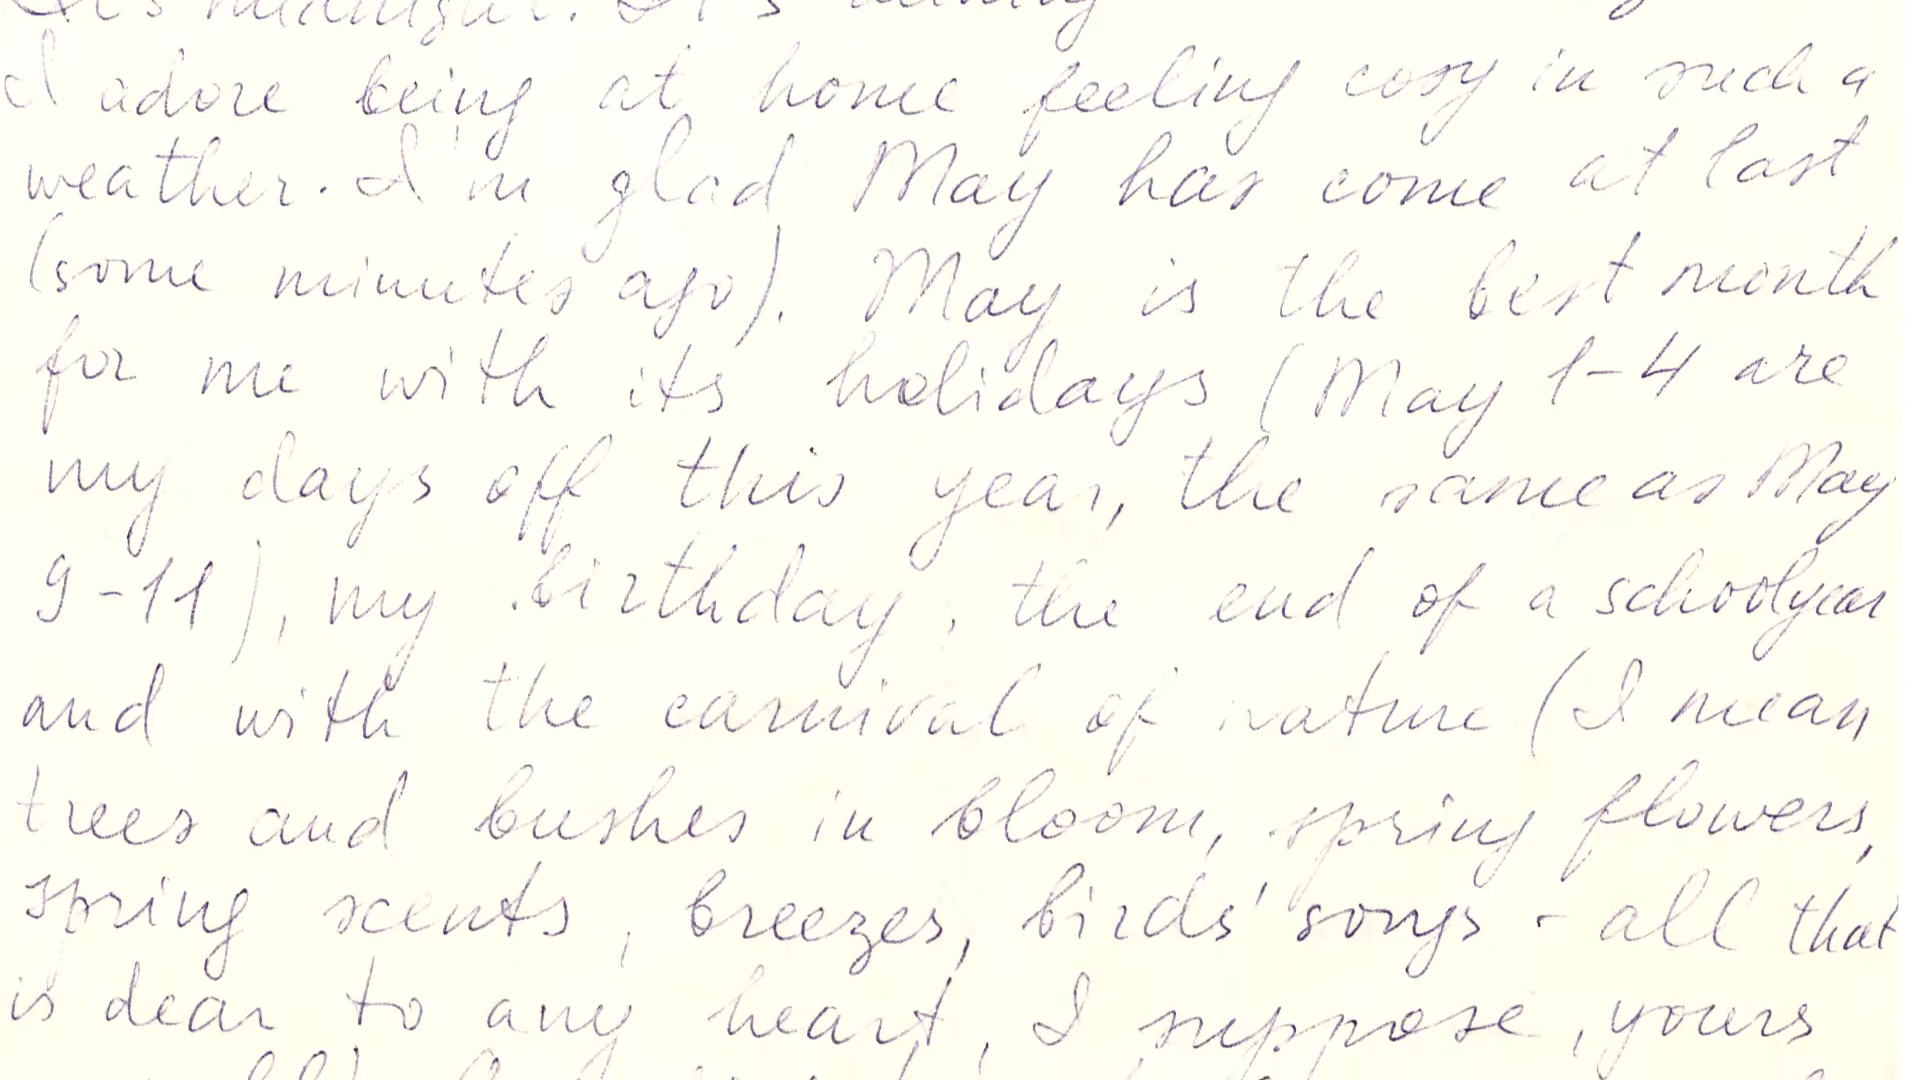 It's midnight. It's raining
I adore being at home feeling cosy in such a
weather. I'm glad May has come at last
(some minutes ago). May is the best month
for me with its holidays (May 1-4 are
my days off this year, the same as May
9-11), my birthday, the end of a schoolyear
and with the carnival of nature (I mean
trees and bushes in bloom, spring flowers,
spring scents, breezes, birds' songs - all that
is dear to any heart, I suppose, yours